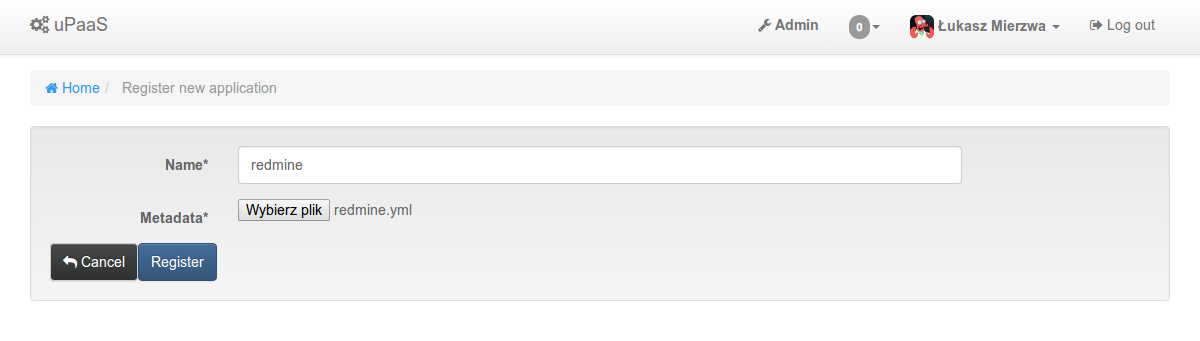 uPaaS Admin 0 Łukasz Mierzwa Log out
Home / Register new application
Name* redmine
Metadata* Wybierz plik redmine.yml
Cancel Register